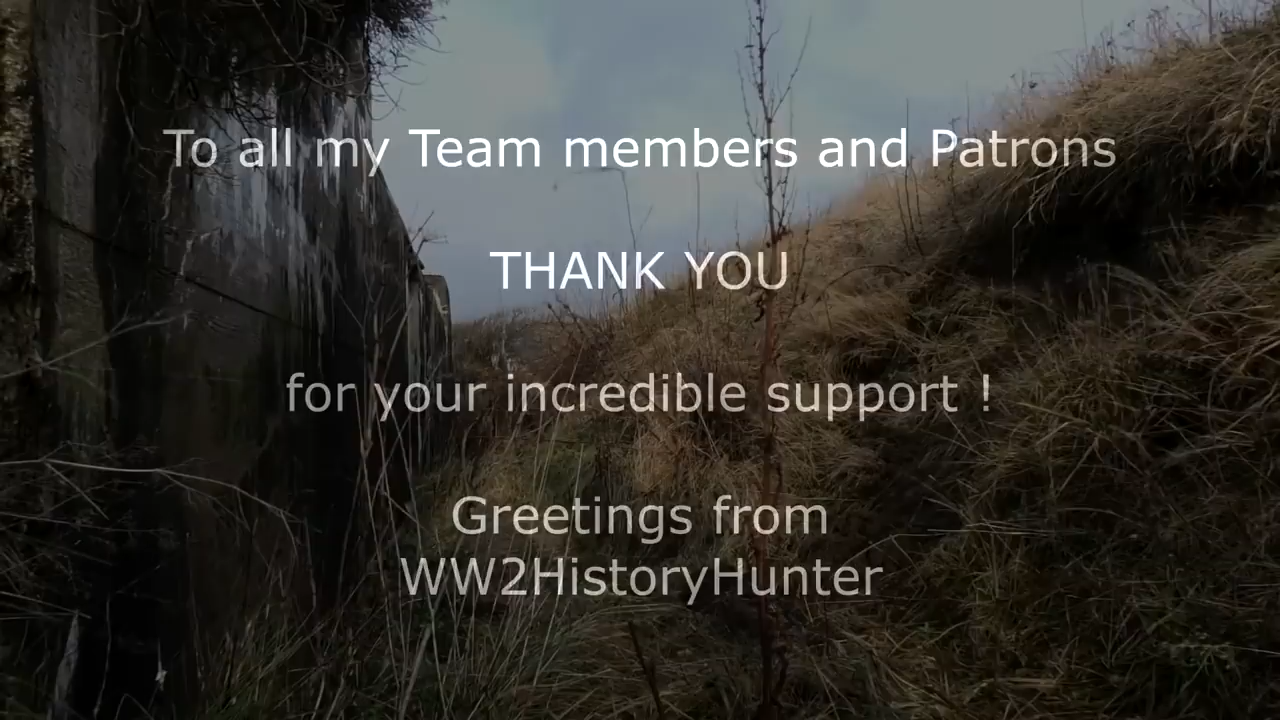 To all my Team members and Patrons
THANK YOU
for your incredible support !
Greetings from
WW2HistoryHunter